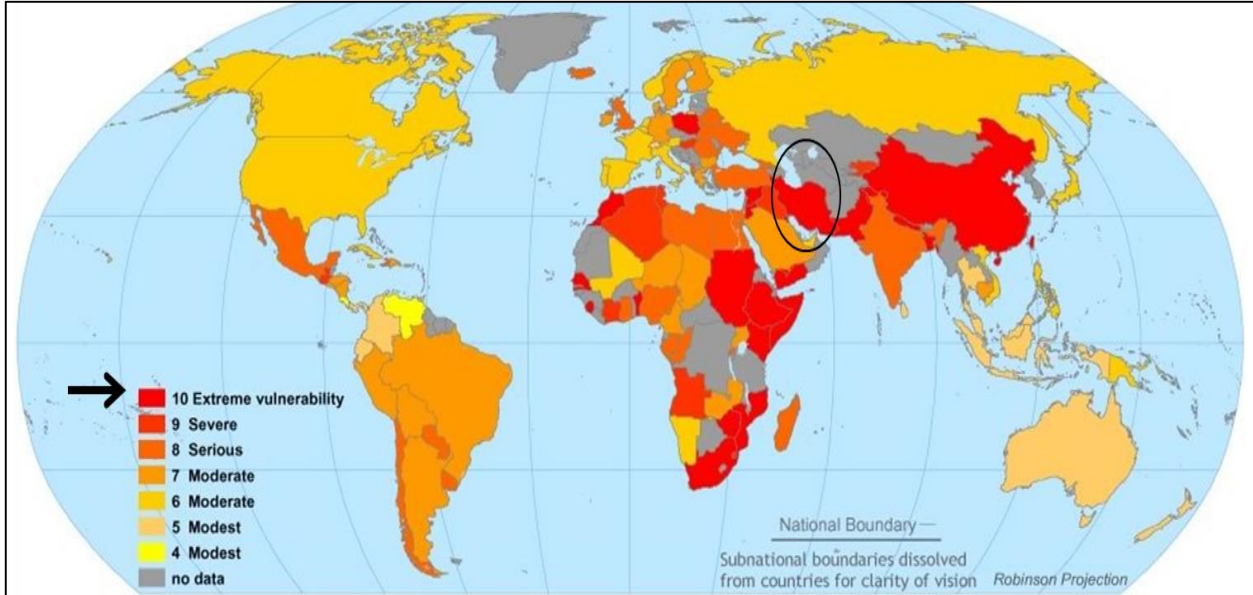 10 Extreme vulnerability
9 Severe
8 Serious
7 Moderate
6 Moderate
5 Modest
4 Modest
no data
National Boundary
Subnational boundaries dissolved
from countries for clarity of vision
Robinson Projection